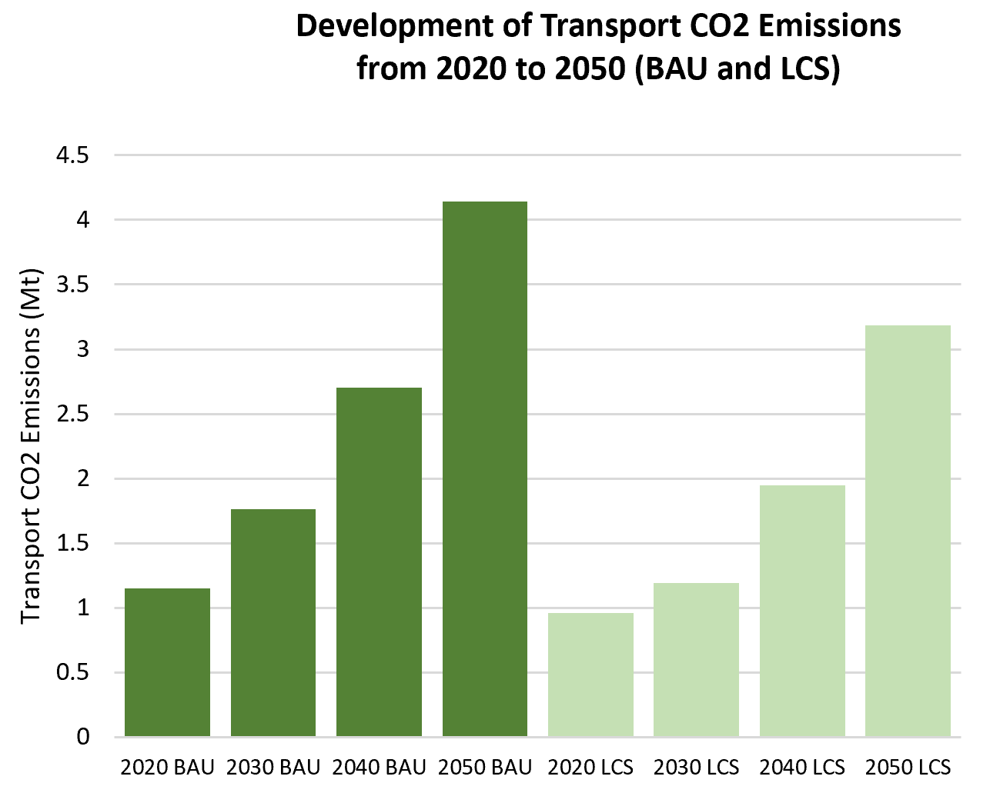 Development of Transport CO2 Emissions
from 2020 to 2050 (BAU and LCS)
Transport CO2 Emissions (Mt)
4.5
4
3.5
3
2.5
2
1.5
1
0.5
0
2020 BAU 2030 BAU 2040 BAU 2050 BAU 2020 LCS 2030 LCS 2040 LCS 2050 LCS